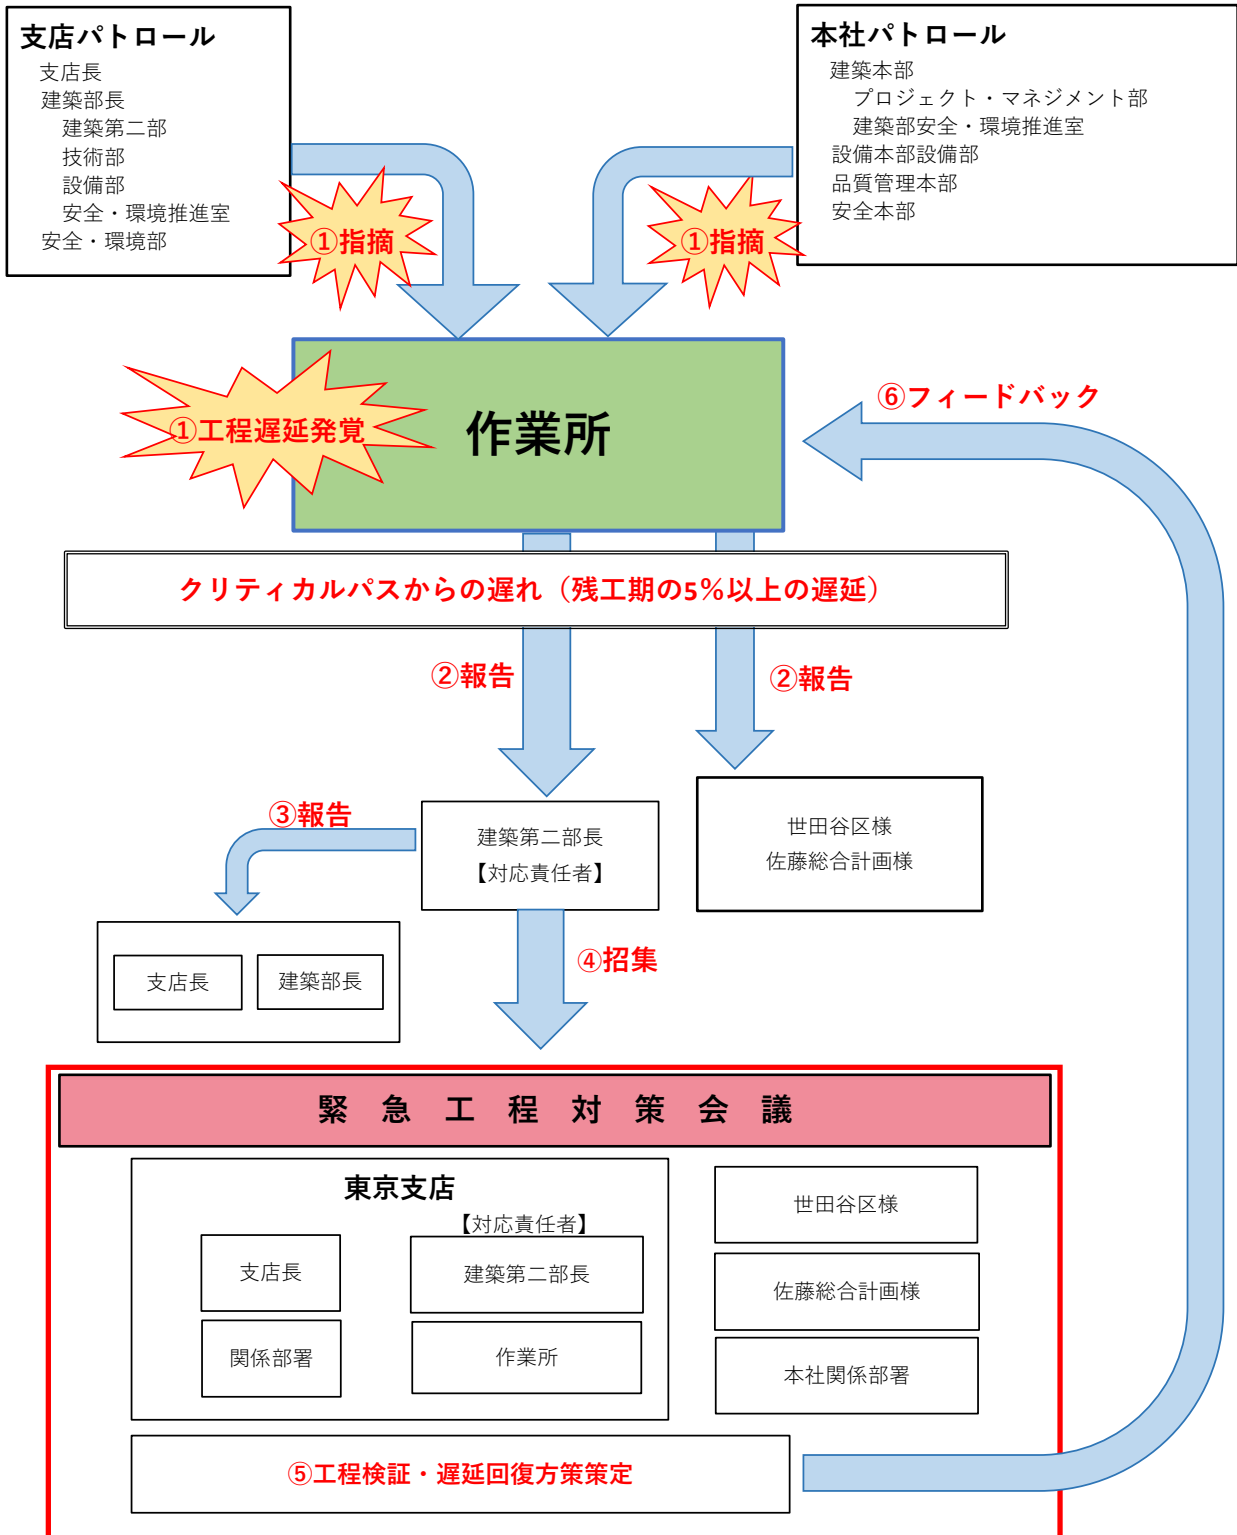 支店パトロール
支店長
建築部長
建築第二部
技術部
設備部
安全・環境推進室
安全・環境部
本社パトロール
建築本部
プロジェクト・マネジメント部
建築部安全・環境推進室
設備本部設備部
品質管理本部
安全本部
①指摘
①指摘
①工程遅延発覚
作業所
⑥フィードバック
クリティカルパスからの遅れ（残工期の5％以上の遅延）
②報告
②報告
③報告
建築第二部長
【対応責任者】
世田谷区様
佐藤総合計画様
支店長
建築部長
④招集
緊急工程対策会議
東京支店
【対応責任者】
支店長
建築第二部長
関係部署
作業所
世田谷区様
佐藤総合計画様
本社関係部署
⑤工程検証・遅延回復方策策定